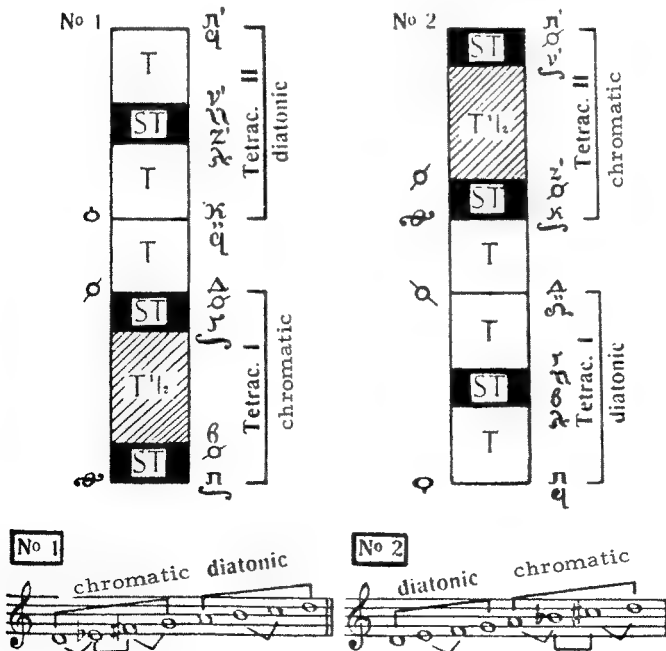 Nº 1
T
ST
T
T
ST
T¹/₂
ST
π'
ν'
ζ'
κ
Δ
Γ
β
π
Tetrac. II
diatonic
Tetrac. I
chromatic
Nº 2
ST
T¹/₂
ST
T
T
ST
T
π'
κ
Δ
Γ
β
π
Tetrac. II
chromatic
Tetrac. I
diatonic
Nº 1
chromatic diatonic
Nº 2
diatonic chromatic